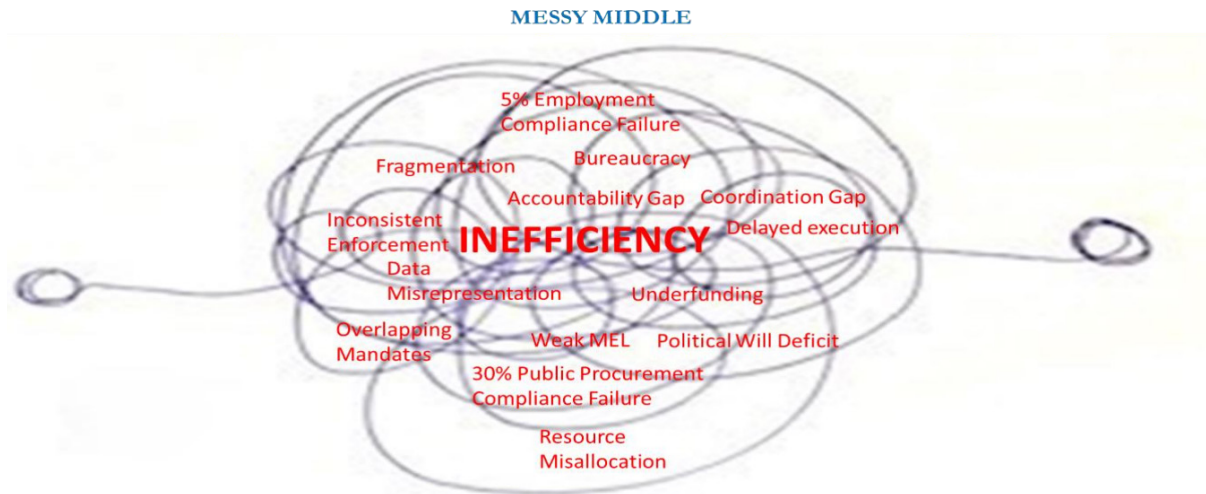 MESSY MIDDLE
5% Employment
Compliance Failure
Fragmentation
Bureaucracy
Accountability Gap
Coordination Gap
Inconsistent
Enforcement
INEFFICIENCY
Delayed execution
Data
Misrepresentation
Underfunding
Overlapping
Mandates
Weak MEL
Political Will Deficit
30% Public Procurement
Compliance Failure
Resource
Misallocation